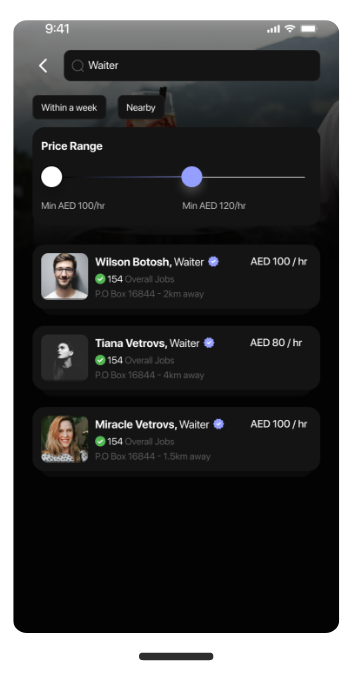 9:41
Waiter
Within a week
Nearby
Price Range
Min AED 100/hr
Min AED 120/hr
Wilson Botosh, Waiter
AED 100 / hr
154 Overall Jobs
P.O Box 16844 - 2km away
Tiana Vetrovs, Waiter
AED 80 / hr
154 Overall Jobs
P.O Box 16844 - 4km away
Miracle Vetrovs, Waiter
AED 100 / hr
154 Overall Jobs
P.O Box 16844 - 1.5km away